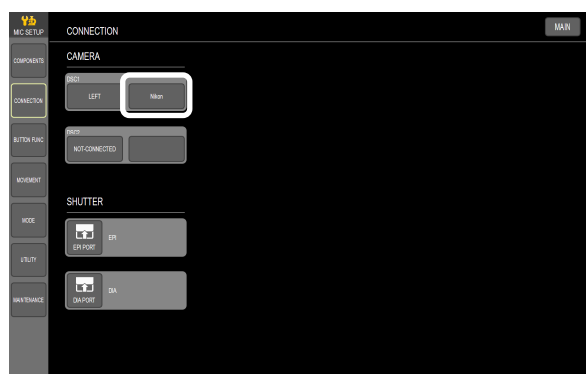 MIC SETUP
CONNECTION
MAIN
COMPONENTS
CONNECTION
BUTTON FUNC
MOVEMENT
MODE
UTILITY
MAINTENANCE
CAMERA
DSC1
LEFT
Nikon
DSC2
NOT-CONNECTED
SHUTTER
EPI PORT
EPI
DIA PORT
DIA